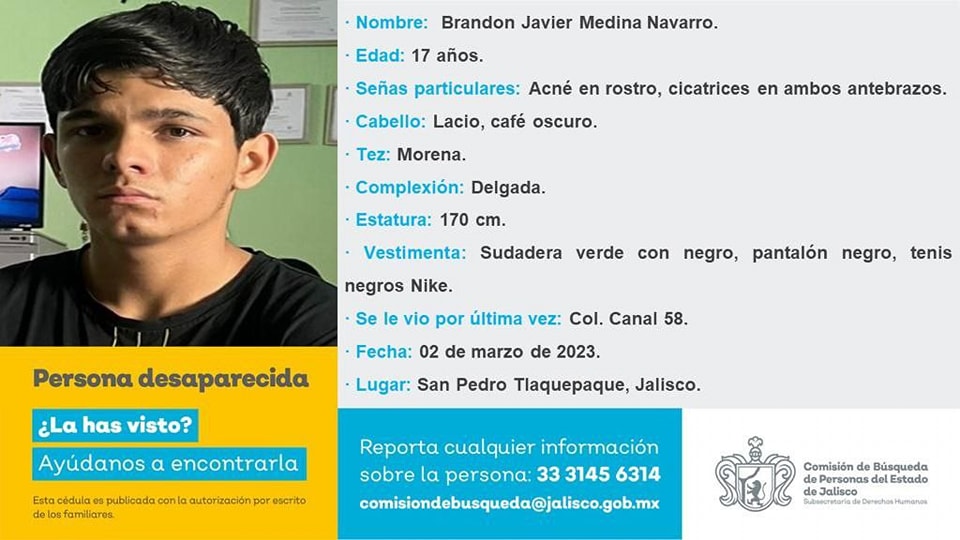 · Nombre:  Brandon Javier Medina Navarro.
· Edad: 17 años.
· Señas particulares: Acné en rostro, cicatrices en ambos antebrazos.
· Cabello: Lacio, café oscuro.
· Tez: Morena.
· Complexión: Delgada.
· Estatura: 170 cm.
· Vestimenta: Sudadera verde con negro, pantalón negro, tenis
negros Nike.
· Se le vio por última vez: Col. Canal 58.
· Fecha: 02 de marzo de 2023.
· Lugar: San Pedro Tlaquepaque, Jalisco.
Persona desaparecida
¿La has visto?
Ayúdanos a encontrarla
Esta cédula es publicada con la autorización por escrito
de los familiares.
Reporta cualquier información
sobre la persona: 33 3145 6314
comisiondebusqueda@jalisco.gob.mx
Comisión de Búsqueda
de Personas del Estado
de Jalisco
Subsecretaría de Derechos Humanos